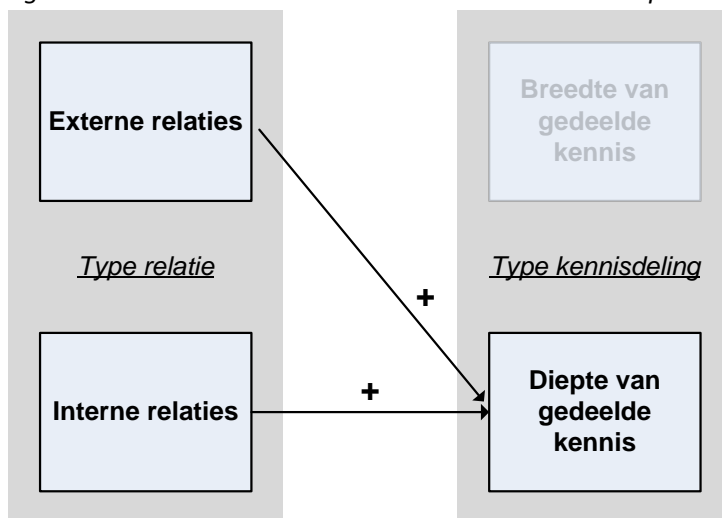 Externe relaties
Breedte van
gedeelde
kennis
Type relatie
Type kennisdeling
+
+
Interne relaties
Diepte van
gedeelde
kennis